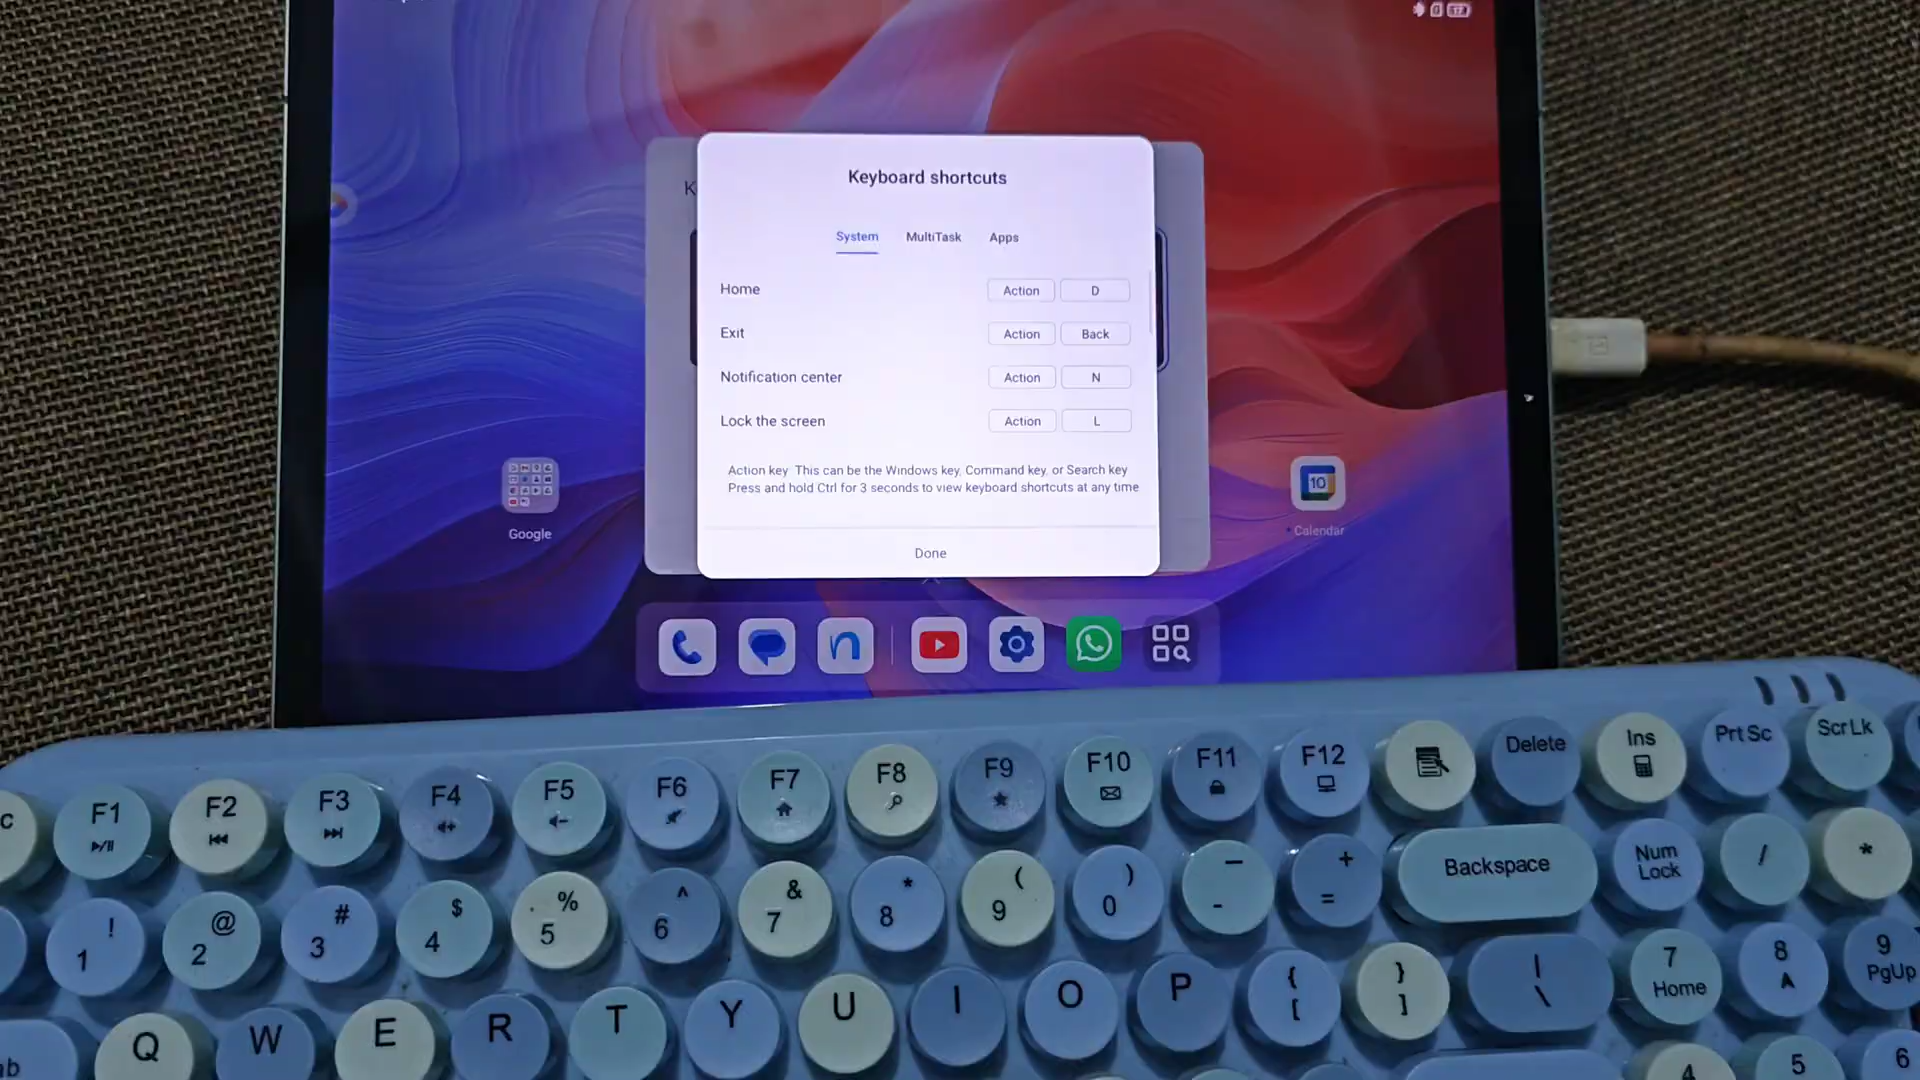 Keyboard shortcuts
K
System MultiTask Apps
Home Action D
Exit Action Back
Notification center Action N
Lock the screen Action L
Action key This can be the Windows key, Command key, or Search key
Press and hold Ctrl for 3 seconds to view keyboard shortcuts at any time
Done
Google
10
Calendar
F1 F2 F3 F4 F5 F6 F7 F8 F9 F10 F11 F12 Delete Ins Prt Sc Scr Lk
! 1 @ 2 # 3 $ 4 % 5 ^ 6 & 7 * 8 ( 9 ) 0 — - + = Backspace Num Lock / *
Q W E R T Y U I O P { [ } ] | \ 7 Home 8 9 PgUp
4 5 6